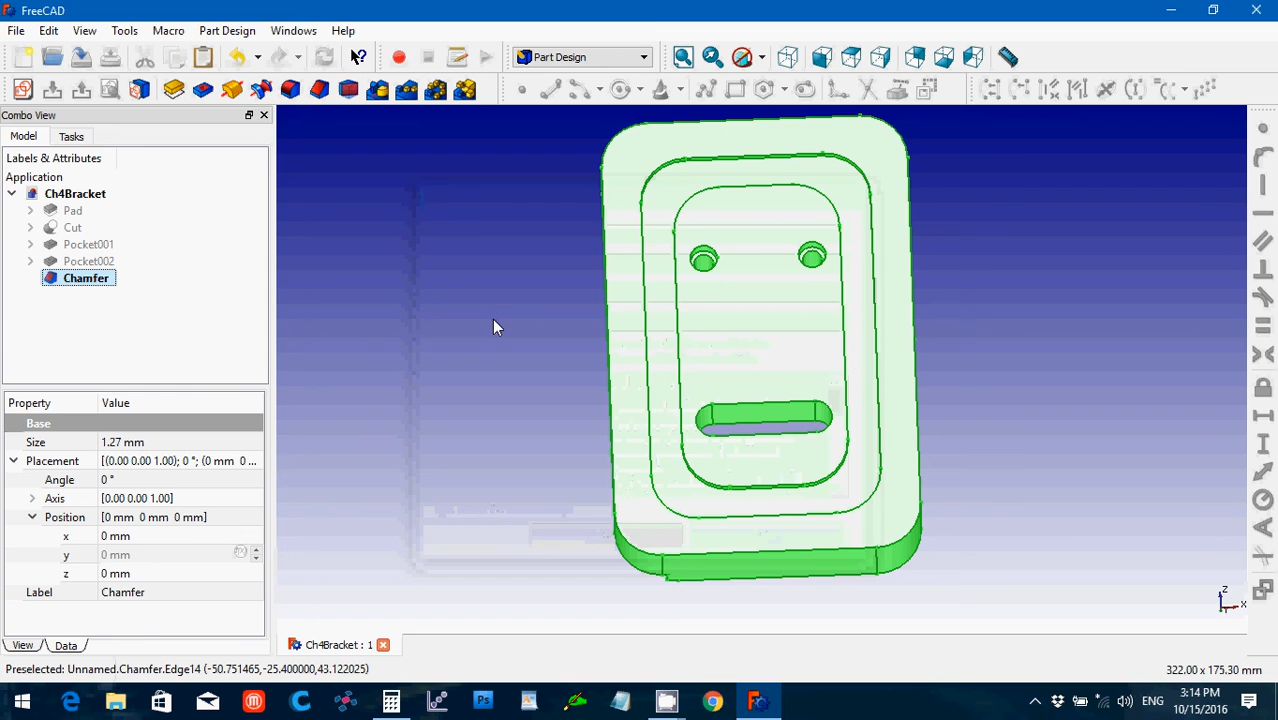 FreeCAD
File Edit View Tools Macro Part Design Windows Help
Part Design
Combo View
Model Tasks
Labels & Attributes
Application
Ch4Bracket
Pad
Cut
Pocket001
Pocket002
Chamfer
Property Value
Base
Size 1.27 mm
Placement [(0.00 0.00 1.00); 0 °; (0 mm 0 ...
Angle 0 °
Axis [0.00 0.00 1.00]
Position [0 mm 0 mm 0 mm]
x 0 mm
y 0 mm
z 0 mm
Label Chamfer
View Data
Ch4Bracket : 1
z
x
Preselected: Unnamed.Chamfer.Edge14 (-50.751465,-25.400000,43.122025)
322.00 x 175.30 mm
Ps
ENG
3:14 PM
10/15/2016